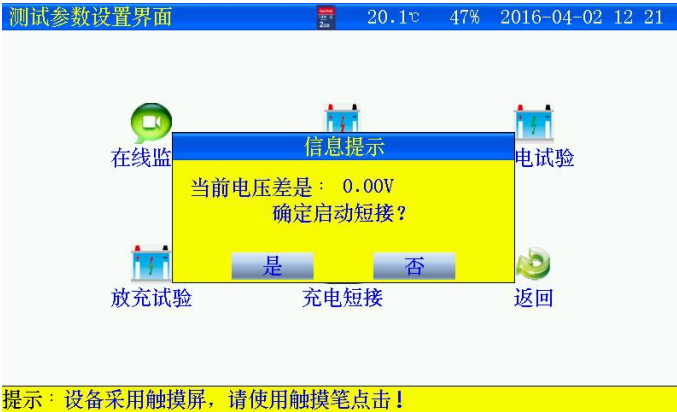 测试参数设置界面 20.1℃ 47% 2016-04-02 12 21
信息提示
当前电压差是: 0.00V
确定启动短接?
是 否
在线监
电试验
放充试验 充电短接 返回
提示:设备采用触摸屏,请使用触摸笔点击!